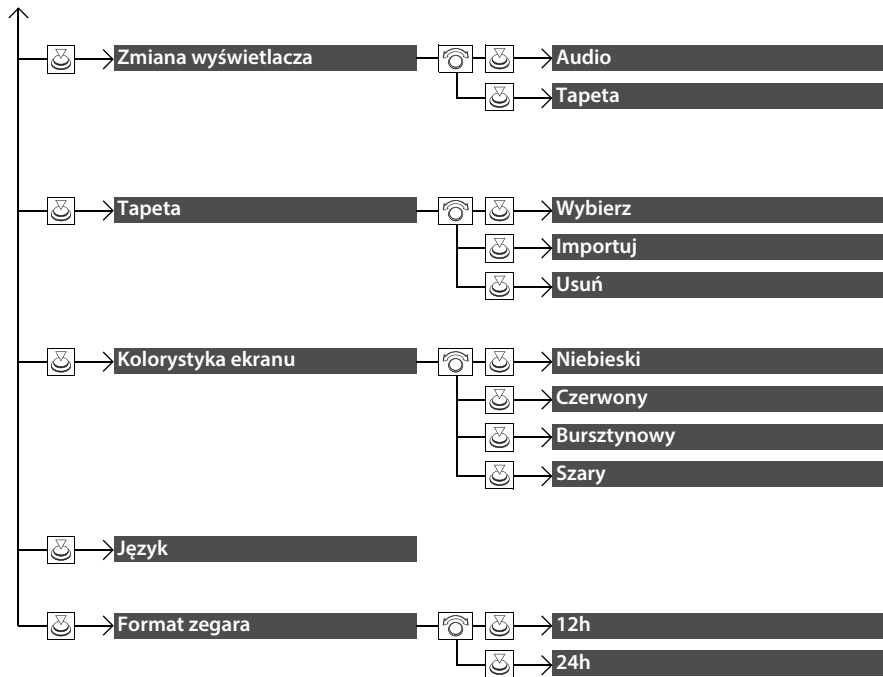 Zmiana wyświetlacza
Audio
Tapeta
Tapeta
Wybierz
Importuj
Usuń
Kolorystyka ekranu
Niebieski
Czerwony
Bursztynowy
Szary
Język
Format zegara
12h
24h